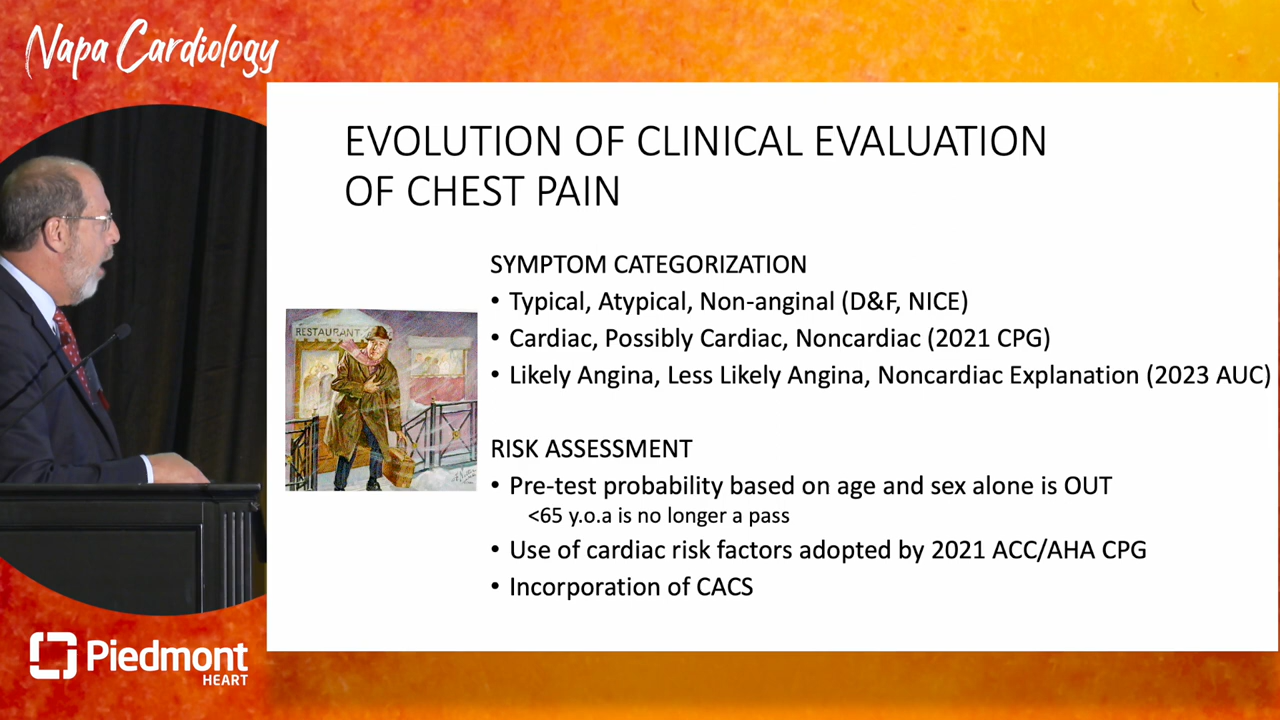 Napa Cardiology
EVOLUTION OF CLINICAL EVALUATION
OF CHEST PAIN
SYMPTOM CATEGORIZATION
• Typical, Atypical, Non-anginal (D&F, NICE)
• Cardiac, Possibly Cardiac, Noncardiac (2021 CPG)
• Likely Angina, Less Likely Angina, Noncardiac Explanation (2023 AUC)
RESTAURANT
RISK ASSESSMENT
• Pre-test probability based on age and sex alone is OUT
<65 y.o.a is no longer a pass
• Use of cardiac risk factors adopted by 2021 ACC/AHA CPG
• Incorporation of CACS
Piedmont
HEART